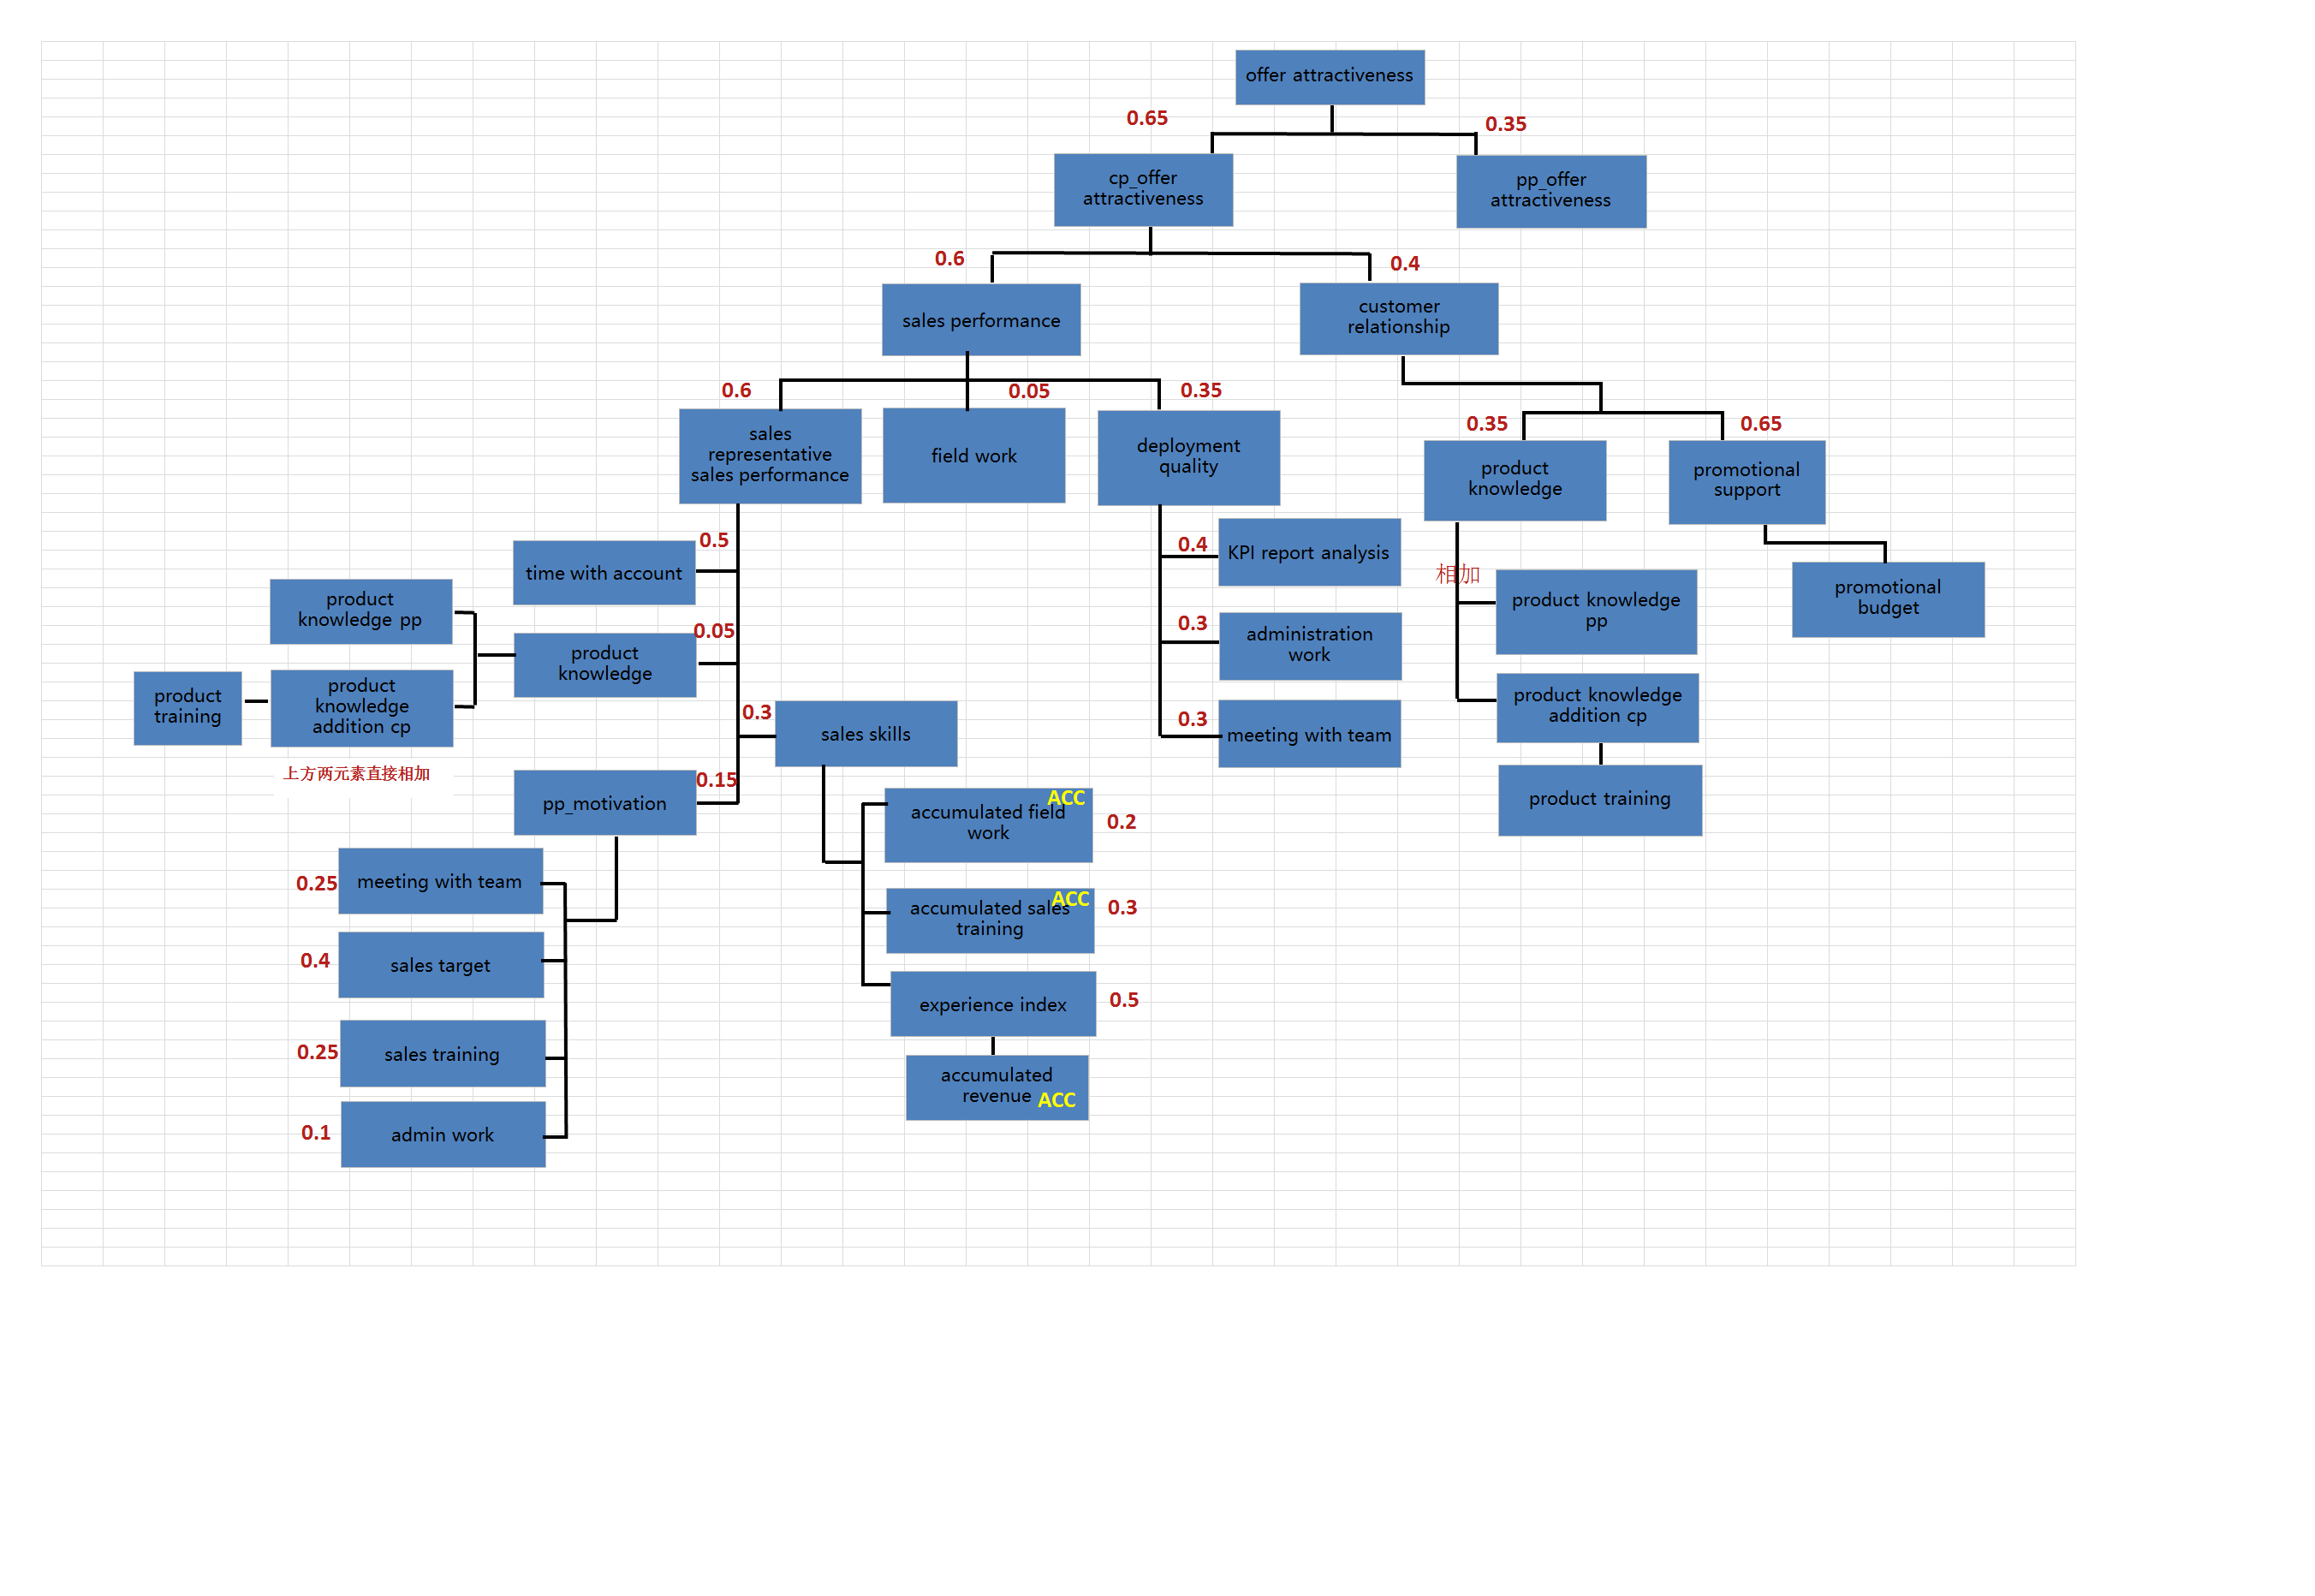 offer attractiveness
0.65
0.35
cp_offer
attractiveness
pp_offer
attractiveness
0.6
0.4
sales performance
customer
relationship
0.6
0.05
0.35
0.35
0.65
sales
representative
sales performance
field work
deployment
quality
product
knowledge
promotional
support
0.5
time with account
0.4
KPI report analysis
相加
product knowledge
pp
promotional
budget
product
knowledge pp
0.05
product
knowledge
0.3
administration
work
product
training
product
knowledge
addition cp
0.3
sales skills
0.3
meeting with team
product knowledge
addition cp
上方两元素直接相加
0.15
pp_motivation
product training
ACC
accumulated field
work
0.2
0.25
meeting with team
ACC
accumulated sales
training
0.3
0.4
sales target
experience index
0.5
0.25
sales training
accumulated
revenue
ACC
0.1
admin work